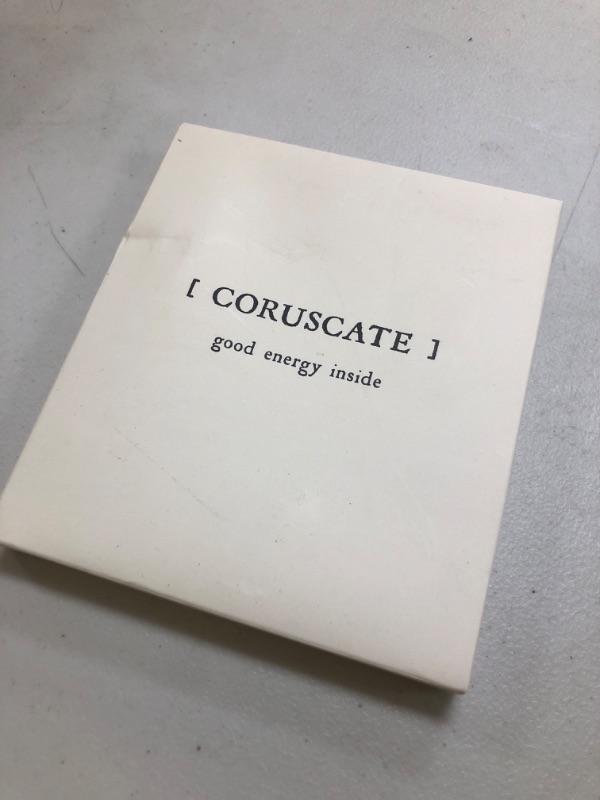 [ CORUSCATE ]
good energy inside